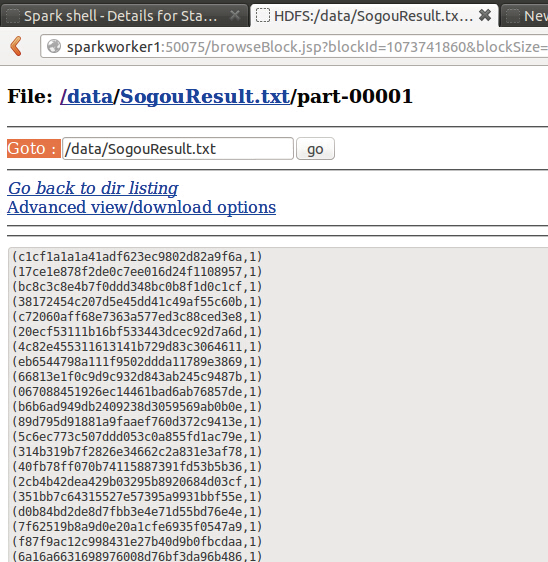 Spark shell - Details for Sta...
HDFS:/data/SogouResult.tx...
New
sparkworker1:50075/browseBlock.jsp?blockId=1073741860&blockSize=
File: /data/SogouResult.txt/part-00001
Goto : /data/SogouResult.txt go
Go back to dir listing
Advanced view/download options
(c1cf1a1a1a41adf623ec9802d82a9f6a,1)
(17ce1e878f2de0c7ee016d24f1108957,1)
(bc8c3c8e4b7f0ddd348bc0b8f1d0c1cf,1)
(38172454c207d5e45dd41c49af55c60b,1)
(c72060aff68e7363a577ed3c88ced3e8,1)
(20ecf53111b16bf533443dcec92d7a6d,1)
(4c82e455311613141b729d83c3064611,1)
(eb6544798a111f9502ddda11789e3869,1)
(66813e1f0c9d9c932d843ab245c9487b,1)
(067088451926ec14461bad6ab76857de,1)
(b6b6ad949db2409238d3059569ab0b0e,1)
(89d795d91881a9faaef760d372c9413e,1)
(5c6ec773c507ddd053c0a855fd1ac79e,1)
(314b319b7f2826e34662c2a831e3af78,1)
(40fb78ff070b74115887391fd53b5b36,1)
(2cb4b42dea429b03295b8920684d03cf,1)
(351bb7c64315527e57395a9931bbf55e,1)
(d0b84bd2de8d7fbb3e4e71d55bd76e4e,1)
(7f62519b8a9d0e20a1cfe6935f0547a9,1)
(f87f9ac12c998431e27b40d9b0fbcdaa,1)
(6a16a6631698976008d76bf3da96b486,1)